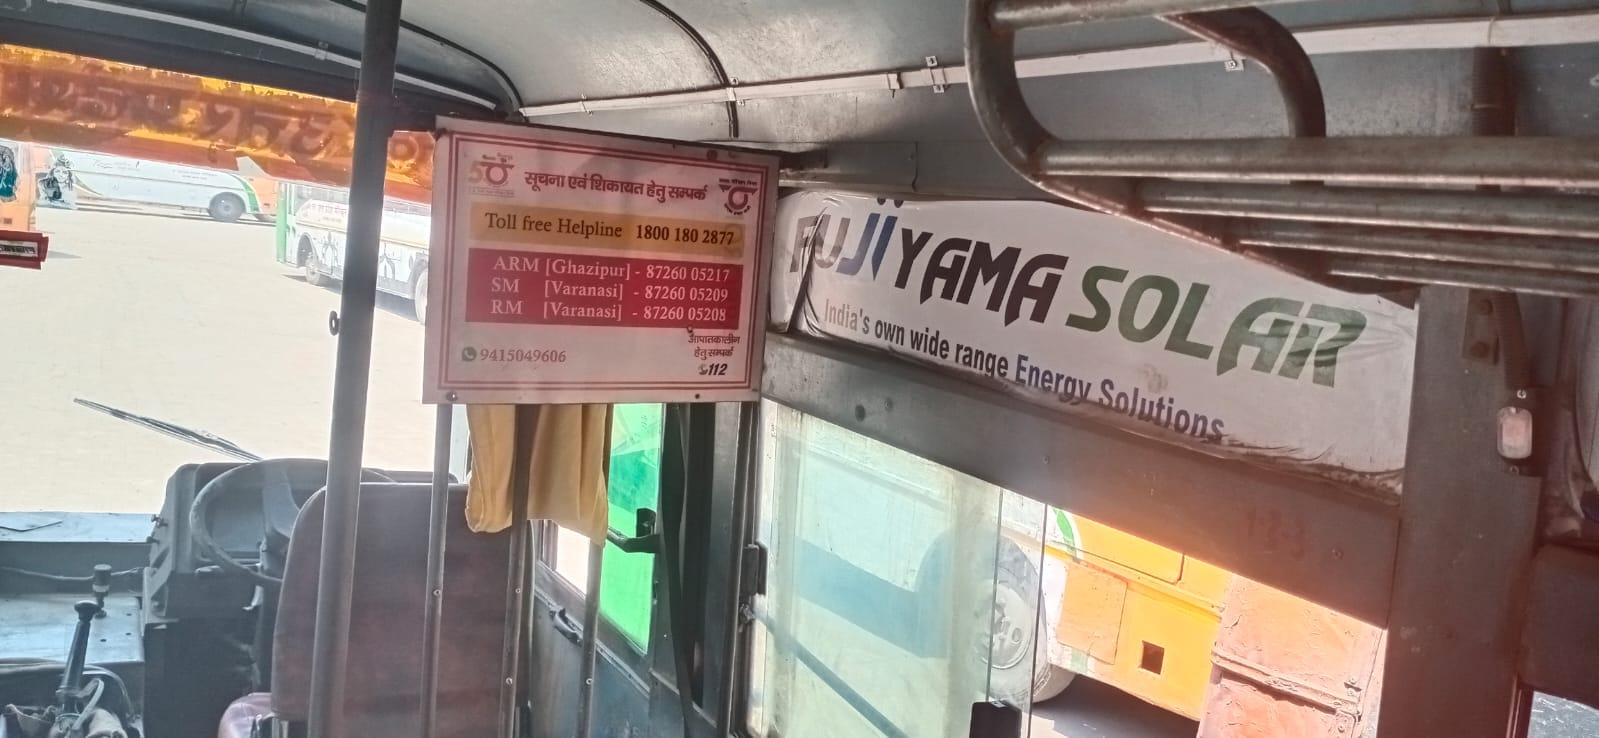 सूचना एवं शिकायत हेतु सम्पर्क
Toll free Helpline 1800 180 2877
ARM [Ghazipur] - 87260 05217
SM [Varanasi] - 87260 05209
RM [Varanasi] - 87260 05208
9415049606
आपातकालीन
हेतु सम्पर्क
112
FUJIYAMA SOLAR
India's own wide range Energy Solutions